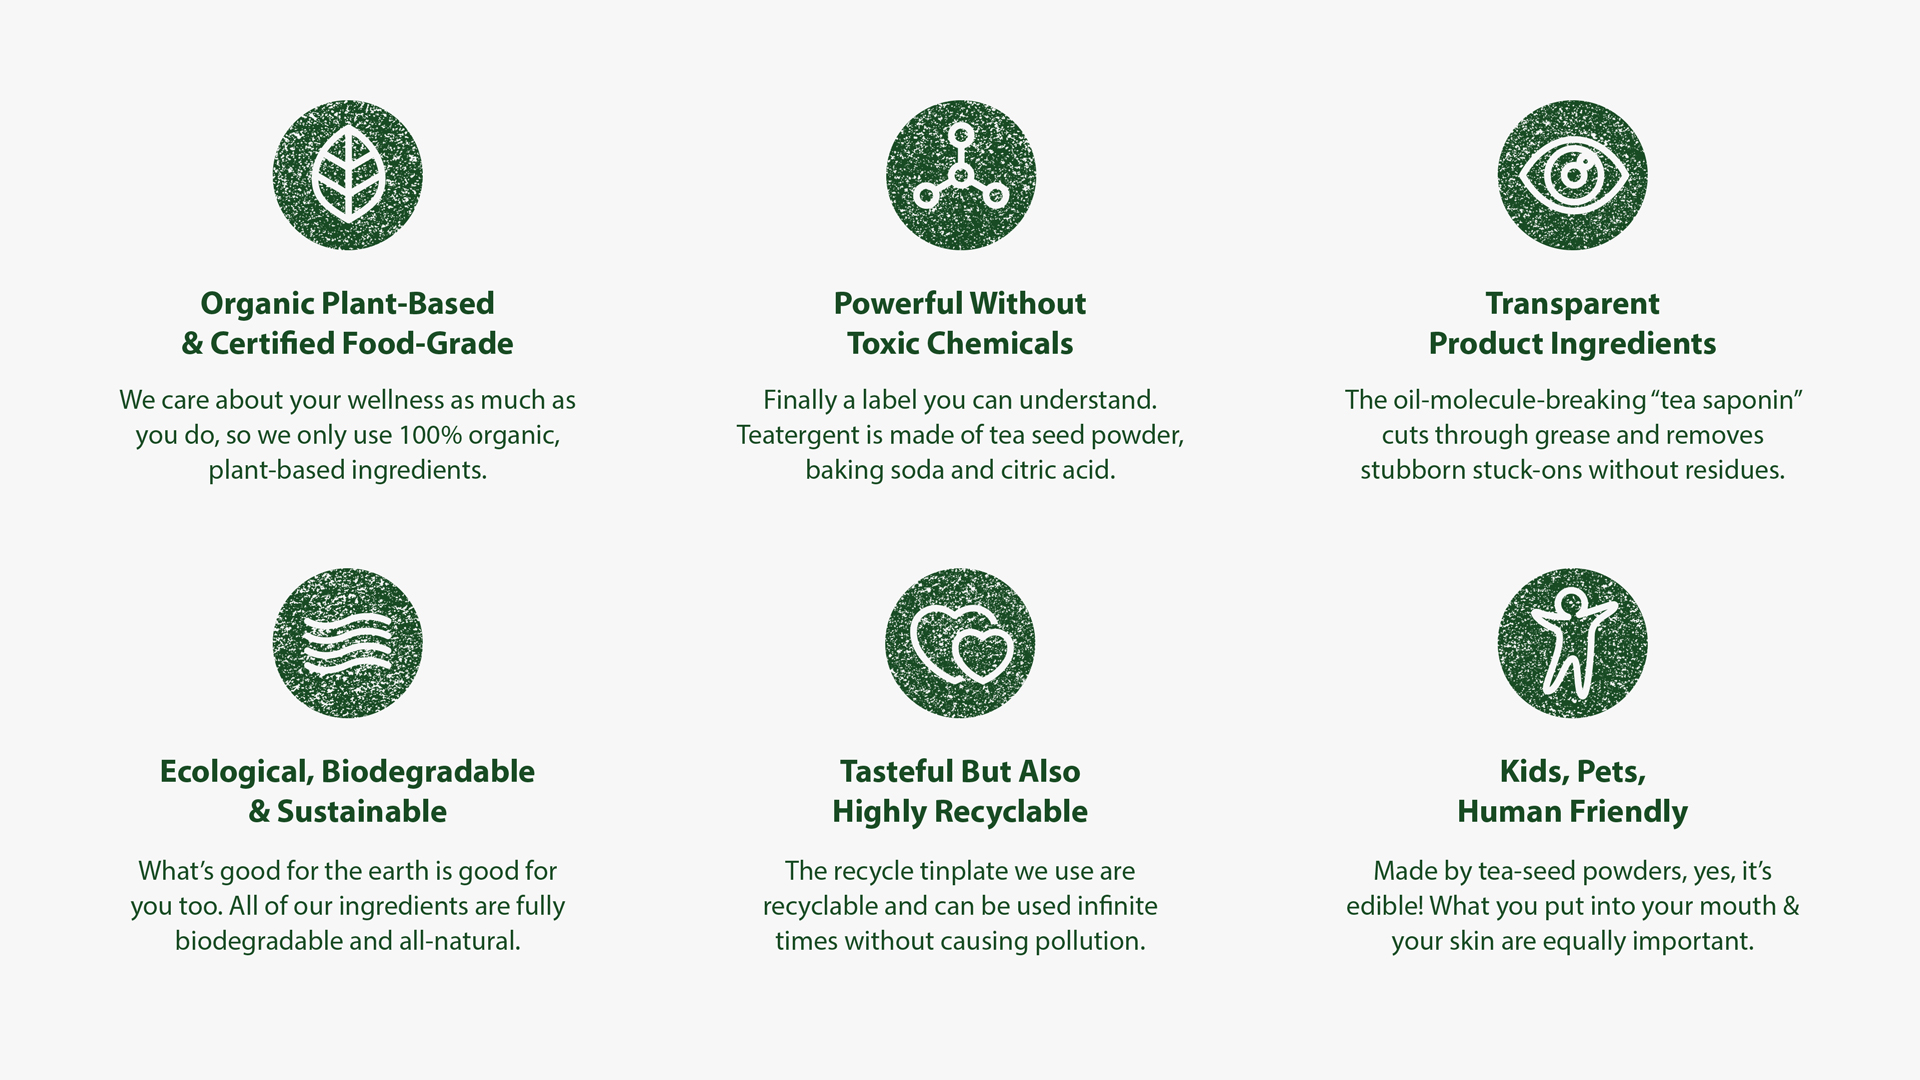 Organic Plant-Based
& Certified Food-Grade
We care about your wellness as much as
you do, so we only use 100% organic,
plant-based ingredients.
Powerful Without
Toxic Chemicals
Finally a label you can understand.
Teatergent is made of tea seed powder,
baking soda and citric acid.
Transparent
Product Ingredients
The oil-molecule-breaking “tea saponin”
cuts through grease and removes
stubborn stuck-ons without residues.
Ecological, Biodegradable
& Sustainable
What’s good for the earth is good for
you too. All of our ingredients are fully
biodegradable and all-natural.
Tasteful But Also
Highly Recyclable
The recycle tinplate we use are
recyclable and can be used infinite
times without causing pollution.
Kids, Pets,
Human Friendly
Made by tea-seed powders, yes, it’s
edible! What you put into your mouth &
your skin are equally important.